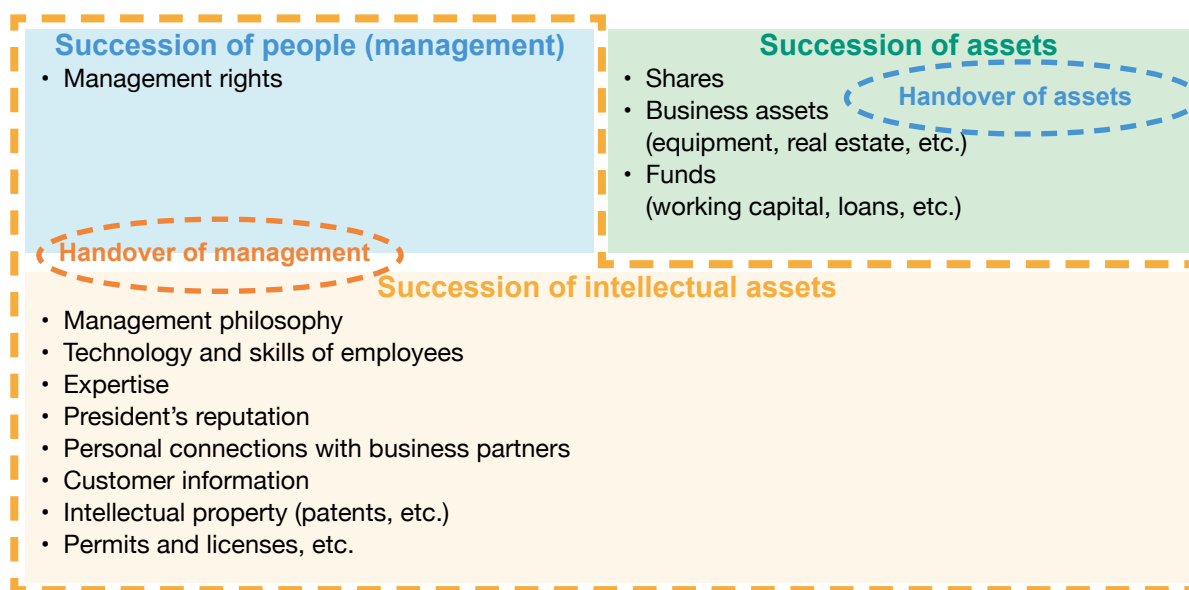 Succession of people (management)
• Management rights
Handover of management
Succession of assets
• Shares
• Business assets
(equipment, real estate, etc.)
• Funds
(working capital, loans, etc.)
Handover of assets
Succession of intellectual assets
• Management philosophy
• Technology and skills of employees
• Expertise
• President’s reputation
• Personal connections with business partners
• Customer information
• Intellectual property (patents, etc.)
• Permits and licenses, etc.